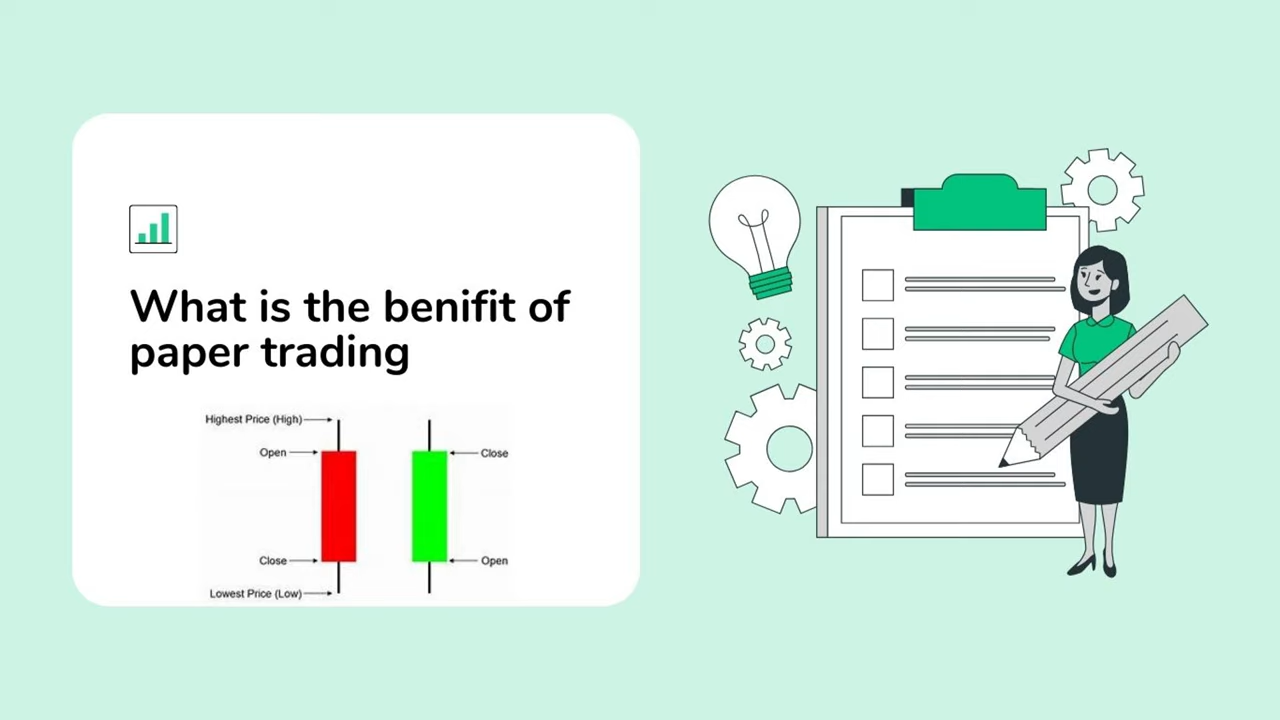 What is the benifit of
paper trading
Highest Price (High)
Open
Close
Close
Open
Lowest Price (Low)